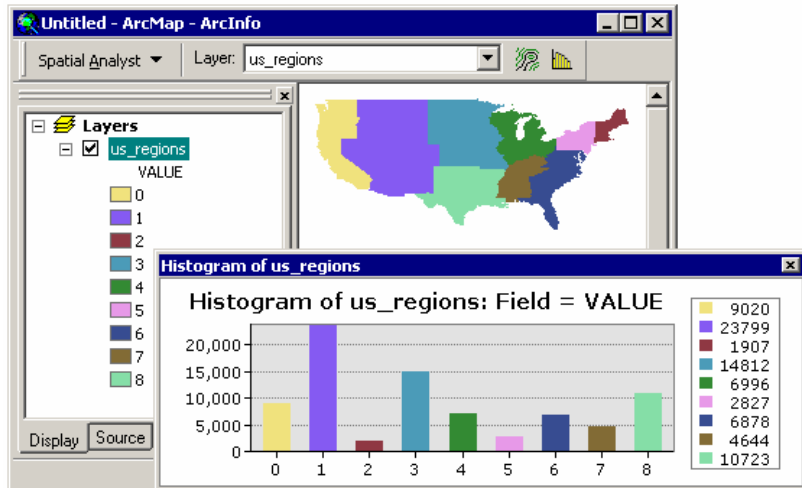 Untitled - ArcMap - ArcInfo
Spatial Analyst
Layer: us_regions
Layers
us_regions
VALUE
0
1
2
3
4
5
6
7
8
Display Source
Histogram of us_regions
Histogram of us_regions: Field = VALUE
20,000
15,000
10,000
5,000
0
0 1 2 3 4 5 6 7 8
9020
23799
1907
14812
6996
2827
6878
4644
10723